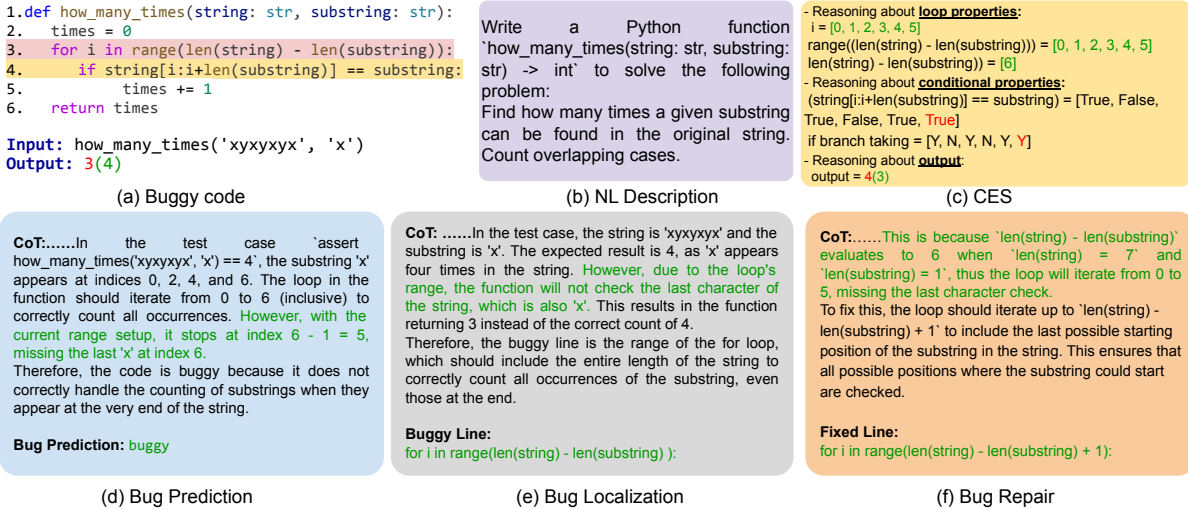 1.def how_many_times(string: str, substring: str):
2. times = 0
3. for i in range(len(string) - len(substring)):
4. if string[i:i+len(substring)] == substring:
5. times += 1
6. return times
Input: how_many_times('xyxyxyx', 'x')
Output: 3(4)
(a) Buggy code
Write a Python function
`how_many_times(string: str, substring:
str) -> int` to solve the following
problem:
Find how many times a given substring
can be found in the original string.
Count overlapping cases.
(b) NL Description
- Reasoning about loop properties:
i = [0, 1, 2, 3, 4, 5]
range((len(string) - len(substring))) = [0, 1, 2, 3, 4, 5]
len(string) - len(substring)) = [6]
- Reasoning about conditional properties:
(string[i:i+len(substring)] == substring) = [True, False,
True, False, True, True]
if branch taking = [Y, N, Y, N, Y, Y]
- Reasoning about output:
output = 4(3)
(c) CES
CoT:......In the test case `assert
how_many_times('xyxyxyx', 'x') == 4`, the substring 'x'
appears at indices 0, 2, 4, and 6. The loop in the
function should iterate from 0 to 6 (inclusive) to
correctly count all occurrences. However, with the
current range setup, it stops at index 6 - 1 = 5,
missing the last 'x' at index 6.
Therefore, the code is buggy because it does not
correctly handle the counting of substrings when they
appear at the very end of the string.
Bug Prediction: buggy
(d) Bug Prediction
CoT: ......In the test case, the string is 'xyxyxyx' and the
substring is 'x'. The expected result is 4, as 'x' appears
four times in the string. However, due to the loop's
range, the function will not check the last character of
the string, which is also 'x'. This results in the function
returning 3 instead of the correct count of 4.
Therefore, the buggy line is the range of the for loop,
which should include the entire length of the string to
correctly count all occurrences of the substring, even
those at the end.
Buggy Line:
for i in range(len(string) - len(substring) ):
(e) Bug Localization
CoT:......This is because `len(string) - len(substring)`
evaluates to 6 when `len(string) = 7` and
`len(substring) = 1`, thus the loop will iterate from 0 to
5, missing the last character check.
To fix this, the loop should iterate up to `len(string) -
len(substring) + 1` to include the last possible starting
position of the substring in the string. This ensures that
all possible positions where the substring could start
are checked.
Fixed Line:
for i in range(len(string) - len(substring) + 1):
(f) Bug Repair